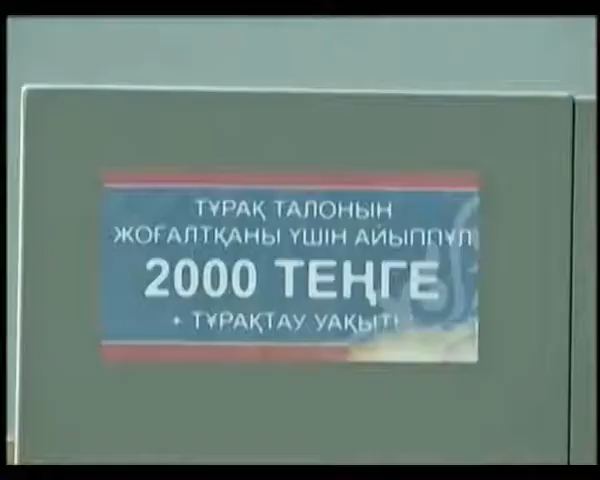 ТҰРАҚ ТАЛОНЫН
ЖОҒАЛТҚАНЫ ҮШІН АЙЫППҰЛ
2000 ТЕҢГЕ
+ ТҰРАҚТАУ УАҚЫТЫ